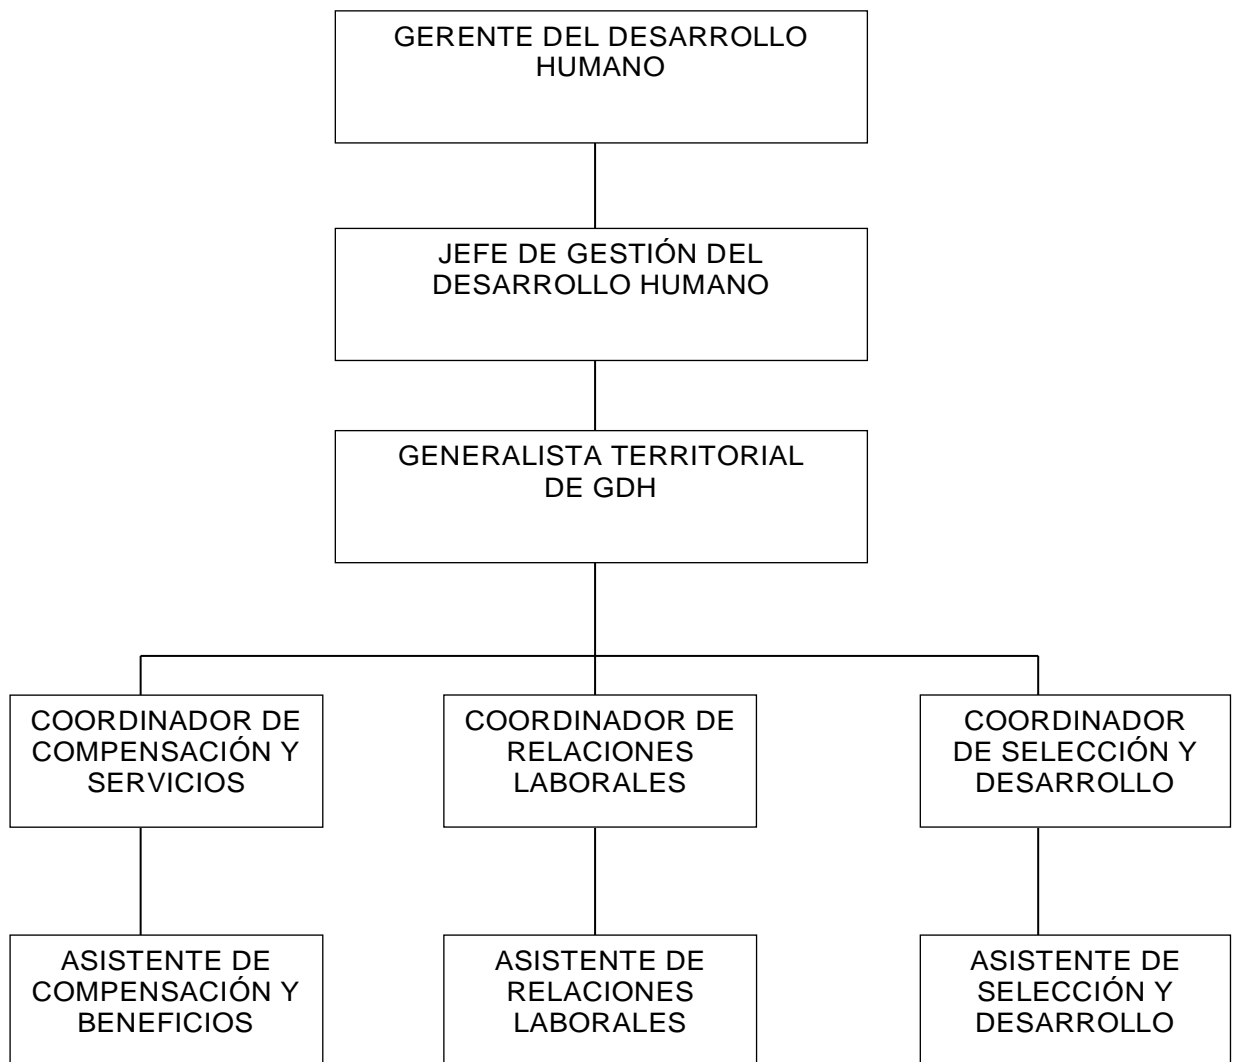 GERENTE DEL DESARROLLO
HUMANO
JEFE DE GESTIÓN DEL
DESARROLLO HUMANO
GENERALISTA TERRITORIAL
DE GDH
COORDINADOR DE
COMPENSACIÓN Y
SERVICIOS
COORDINADOR DE
RELACIONES
LABORALES
COORDINADOR
DE SELECCIÓN Y
DESARROLLO
ASISTENTE DE
COMPENSACIÓN Y
BENEFICIOS
ASISTENTE DE
RELACIONES
LABORALES
ASISTENTE DE
SELECCIÓN Y
DESARROLLO